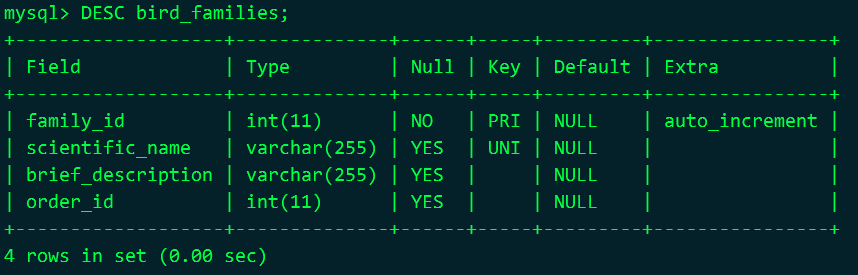 mysql> DESC bird_families;
+-------------------+--------------+------+-----+---------+----------------+
| Field             | Type         | Null | Key | Default | Extra          |
+-------------------+--------------+------+-----+---------+----------------+
| family_id         | int(11)      | NO   | PRI | NULL    | auto_increment |
| scientific_name   | varchar(255) | YES  | UNI | NULL    |                |
| brief_description | varchar(255) | YES  |     | NULL    |                |
| order_id          | int(11)      | YES  |     | NULL    |                |
+-------------------+--------------+------+-----+---------+----------------+
4 rows in set (0.00 sec)